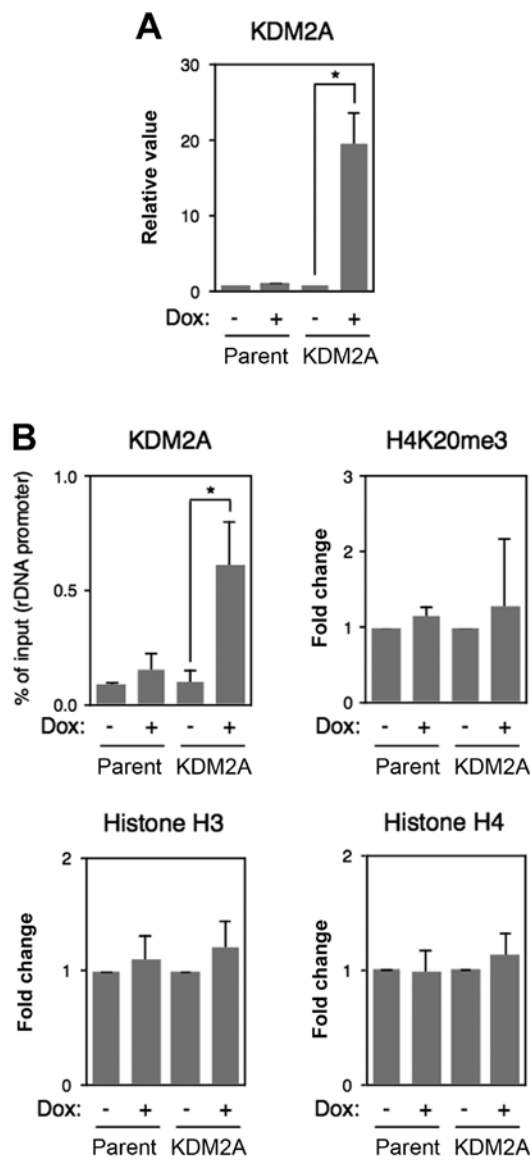 A
KDM2A
Relative value
30
20
10
0
*
Dox: - + - +
Parent KDM2A
B
KDM2A
% of input (rDNA promoter)
1.0
0.5
0.0
*
Dox: - + - +
Parent KDM2A
H4K20me3
Fold change
3
2
1
0
Dox: - + - +
Parent KDM2A
Histone H3
Fold change
2
1
0
Dox: - + - +
Parent KDM2A
Histone H4
Fold change
2
1
0
Dox: - + - +
Parent KDM2A